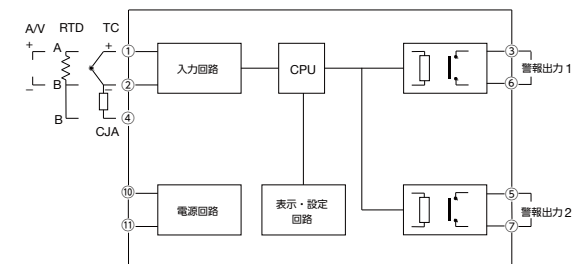 A/V RTD TC
+ A + ①
入力回路
CPU
③
警報出力1
− B − ②
⑥
B ④
CJA
⑩
電源回路
表示・設定
回路
⑤
警報出力2
⑪
⑦